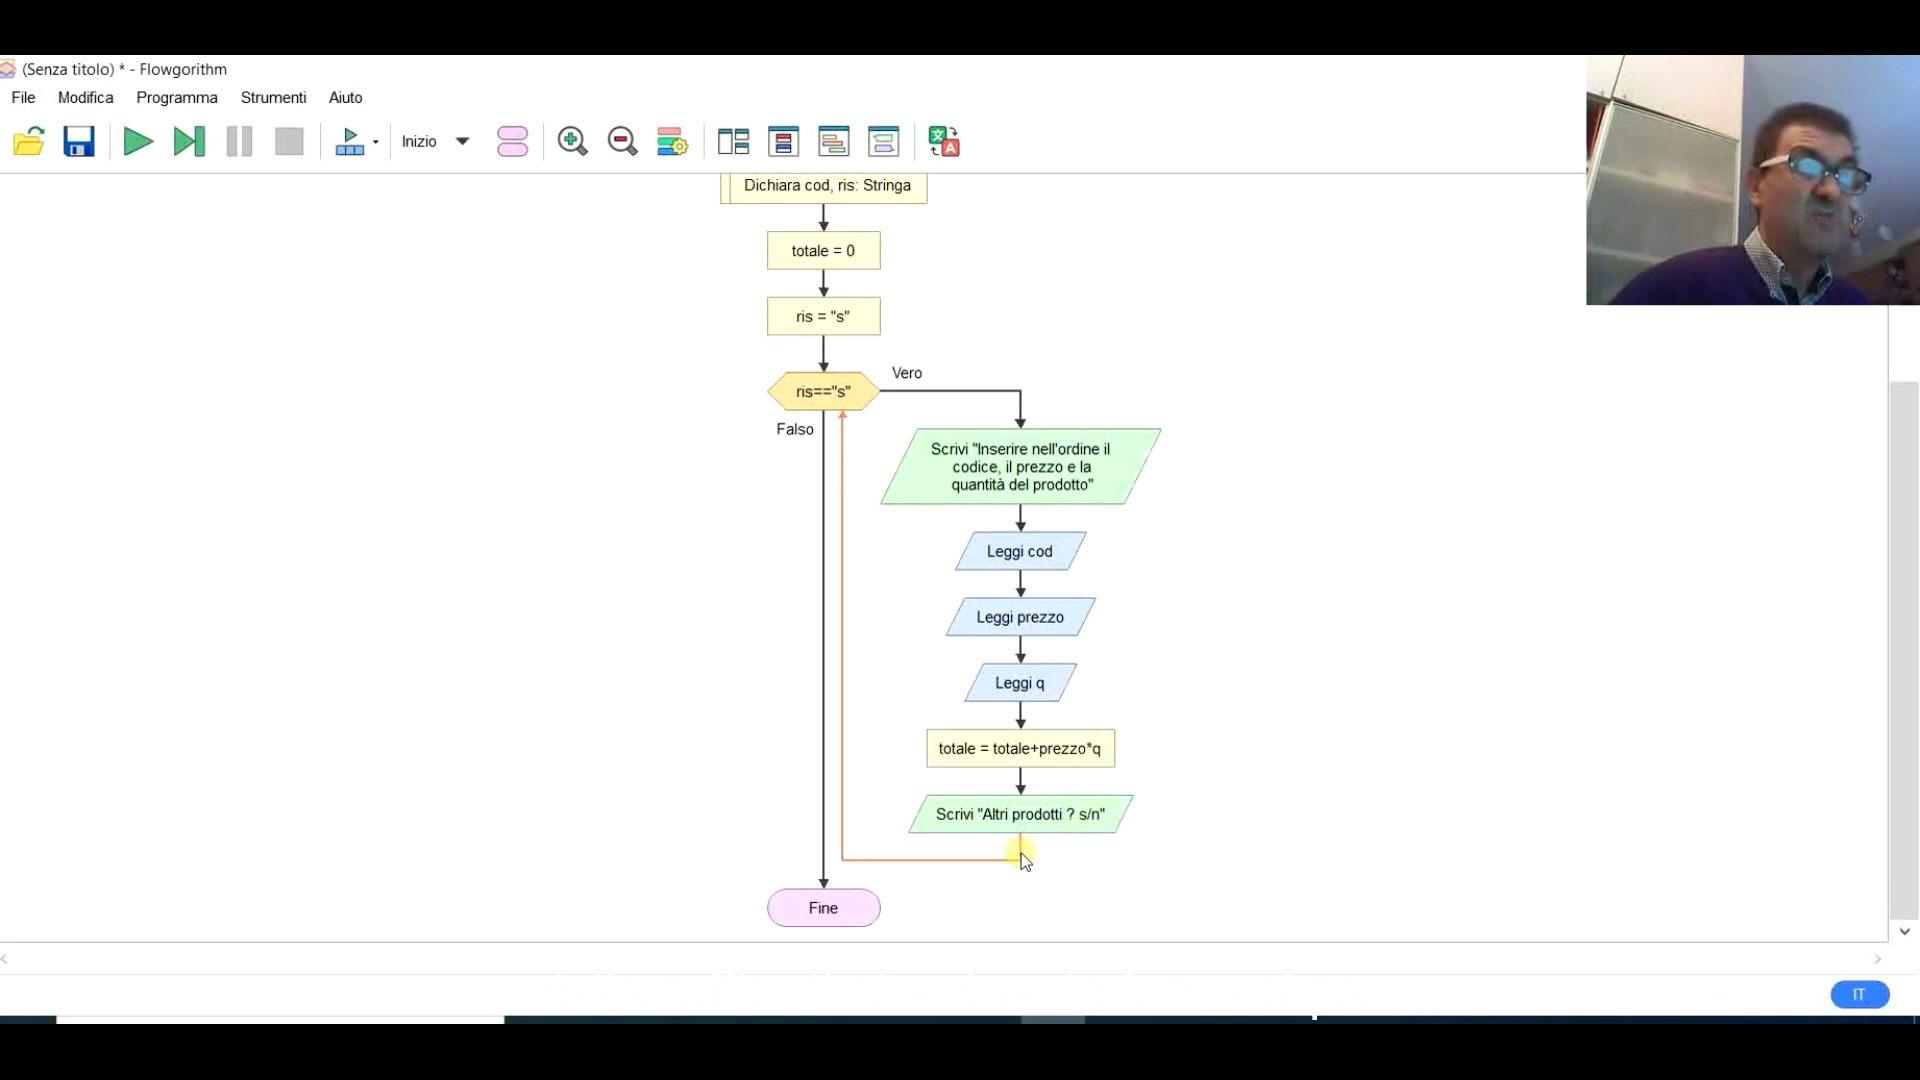 (Senza titolo) * - Flowgorithm
File Modifica Programma Strumenti Aiuto
Inizio
Dichiara cod, ris: Stringa
totale = 0
ris = "s"
ris=="s"
Vero
Falso
Scrivi "Inserire nell'ordine il
codice, il prezzo e la
quantità del prodotto"
Leggi cod
Leggi prezzo
Leggi q
totale = totale+prezzo*q
Scrivi "Altri prodotti ? s/n"
Fine
IT